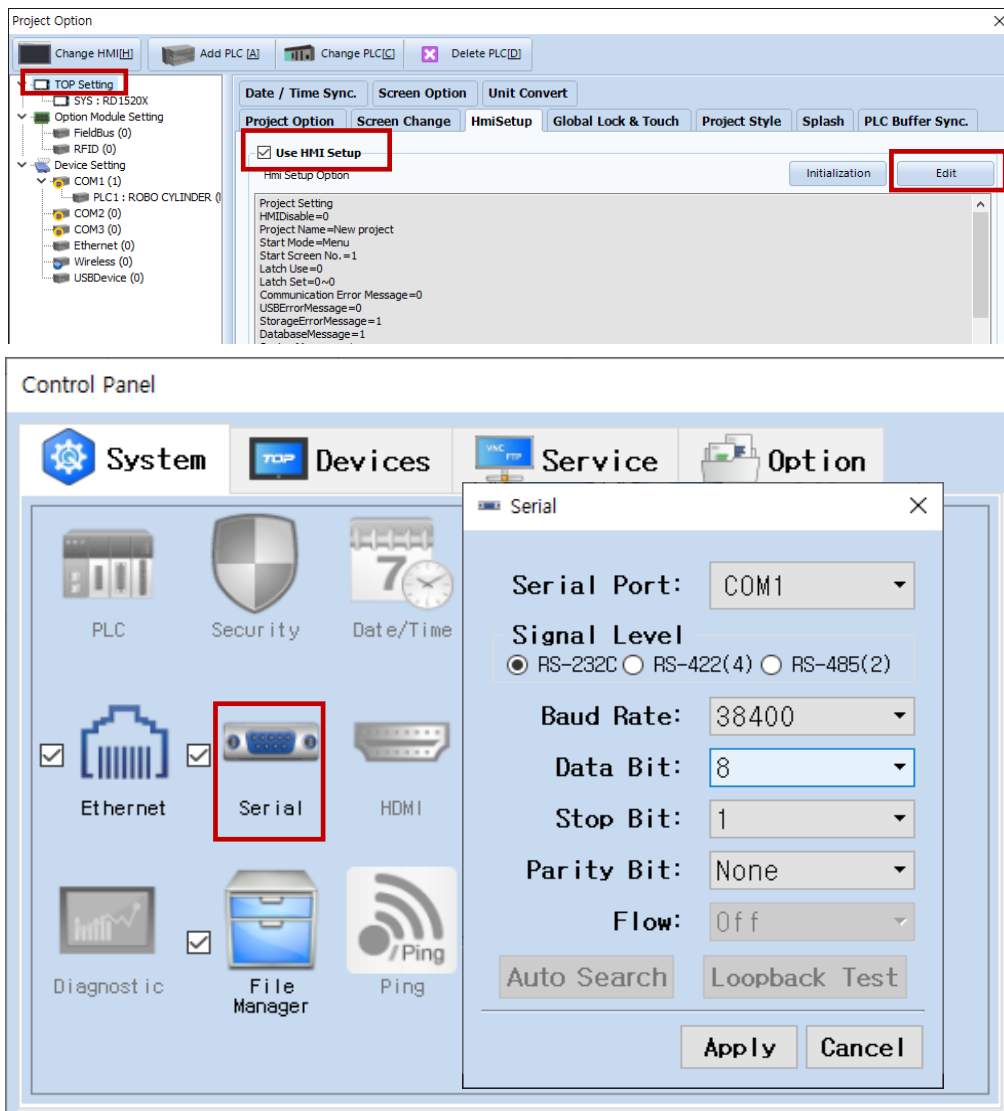 Project Option
Change HMI[H] Add PLC [A] Change PLC[C] Delete PLC[D]
TOP Setting
SYS : RD1520X
Option Module Setting
FieldBus (0)
RFID (0)
Device Setting
COM1 (1)
PLC1 : ROBO CYLINDER
COM2 (0)
COM3 (0)
Ethernet (0)
Wireless (0)
USBDevice (0)
Date / Time Sync. Screen Option Unit Convert
Project Option Screen Change HmiSetup Global Lock & Touch Project Style Splash PLC Buffer Sync.
Use HMI Setup
Hmi Setup Option
Initialization Edit
Project Setting
HMIDisable=0
Project Name=New project
Start Mode=Menu
Start Screen No.=1
Latch Use=0
Latch Set=0~0
Communication Error Message=0
USBErrorMessage=0
StorageErrorMessage=1
DatabaseMessage=1
Control Panel
System Devices Service Option
TOP
VNC
FTP
PLC Security Date/Time
7
Ethernet Serial HDMI
Diagnostic File Manager Ping
/Ping
Serial
Serial Port: COM1
Signal Level
RS-232C RS-422(4) RS-485(2)
Baud Rate: 38400
Data Bit: 8
Stop Bit: 1
Parity Bit: None
Flow: Off
Auto Search Loopback Test
Apply Cancel